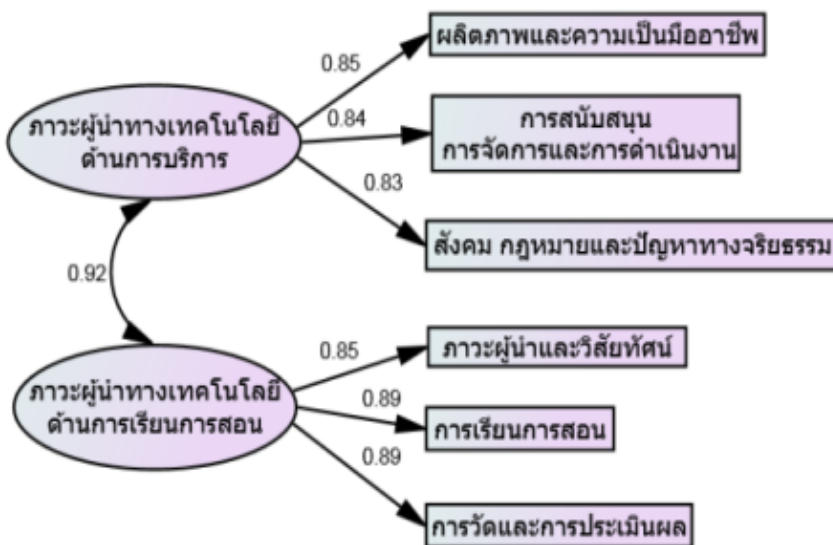 ผลิตภาพและความเป็นมืออาชีพ
0.85
ภาวะผู้นำทางเทคโนโลยี
ด้านการบริการ
0.84
การสนับสนุน
การจัดการและการดำเนินงาน
0.83
สังคม กฎหมายและปัญหาทางจริยธรรม
0.92
0.85
ภาวะผู้นำและวิสัยทัศน์
ภาวะผู้นำทางเทคโนโลยี
ด้านการเรียนการสอน
0.89
การเรียนการสอน
0.89
การวัดและการประเมินผล